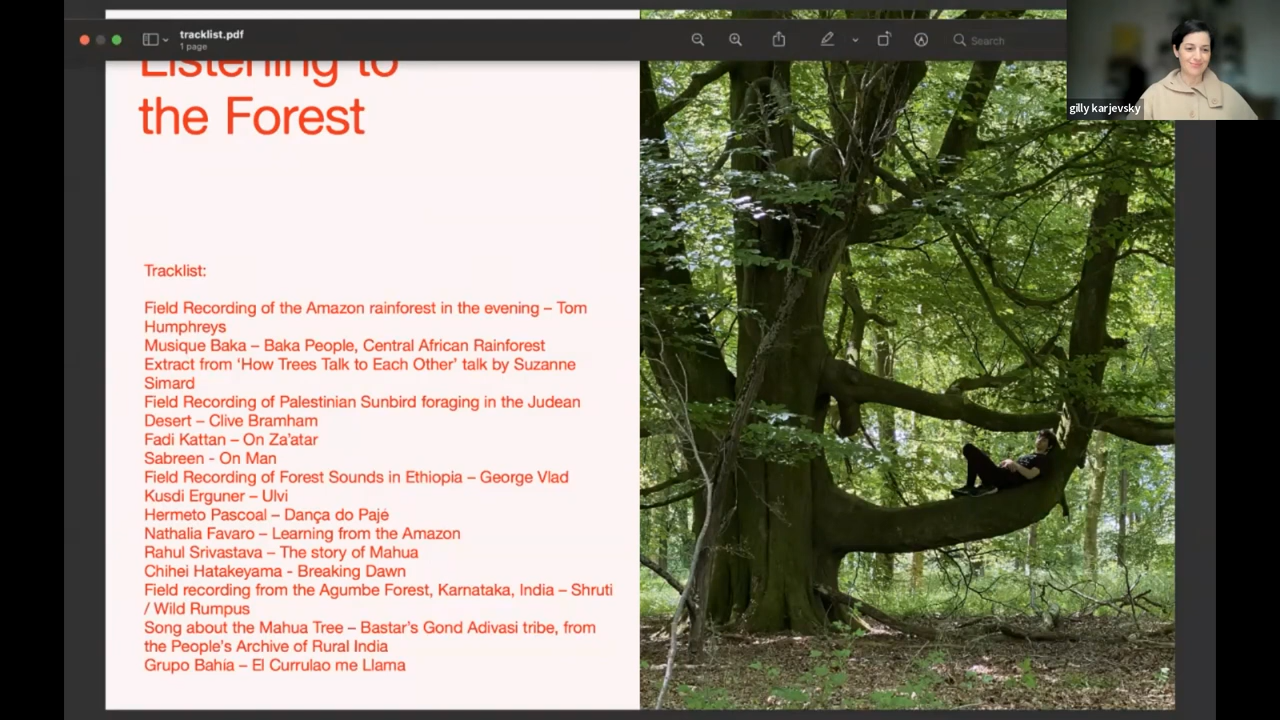 tracklist.pdf
1 page
Search
gilly karjevsky
Listening to
the Forest
Tracklist:
Field Recording of the Amazon rainforest in the evening – Tom
Humphreys
Musique Baka – Baka People, Central African Rainforest
Extract from ‘How Trees Talk to Each Other’ talk by Suzanne
Simard
Field Recording of Palestinian Sunbird foraging in the Judean
Desert – Clive Bramham
Fadi Kattan – On Za’atar
Sabreen - On Man
Field Recording of Forest Sounds in Ethiopia – George Vlad
Kusdi Erguner – Ulvi
Hermeto Pascoal – Dança do Pajé
Nathalia Favaro – Learning from the Amazon
Rahul Srivastava – The story of Mahua
Chihei Hatakeyama - Breaking Dawn
Field recording from the Agumbe Forest, Karnataka, India – Shruti
/ Wild Rumpus
Song about the Mahua Tree – Bastar’s Gond Adivasi tribe, from
the People’s Archive of Rural India
Grupo Bahía – El Currulao me Llama